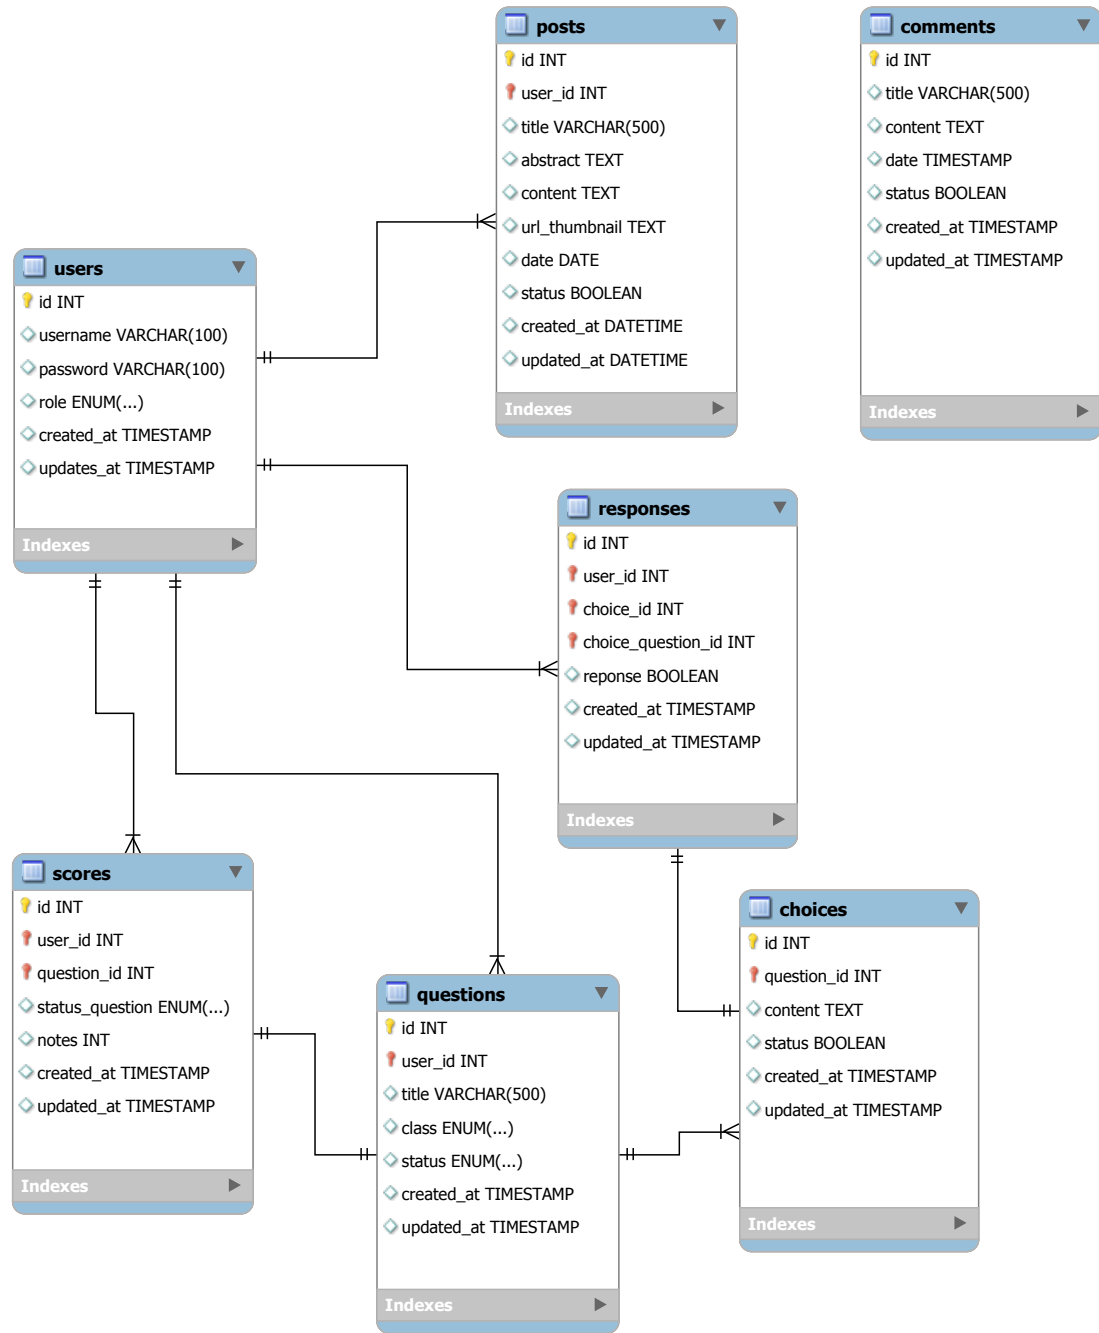 posts
id INT
user_id INT
title VARCHAR(500)
abstract TEXT
content TEXT
url_thumbnail TEXT
date DATE
status BOOLEAN
created_at DATETIME
updated_at DATETIME
Indexes
comments
id INT
title VARCHAR(500)
content TEXT
date TIMESTAMP
status BOOLEAN
created_at TIMESTAMP
updated_at TIMESTAMP
Indexes
users
id INT
username VARCHAR(100)
password VARCHAR(100)
role ENUM(...)
created_at TIMESTAMP
updates_at TIMESTAMP
Indexes
responses
id INT
user_id INT
choice_id INT
choice_question_id INT
reponse BOOLEAN
created_at TIMESTAMP
updated_at TIMESTAMP
Indexes
scores
id INT
user_id INT
question_id INT
status_question ENUM(...)
notes INT
created_at TIMESTAMP
updated_at TIMESTAMP
Indexes
questions
id INT
user_id INT
title VARCHAR(500)
class ENUM(...)
status ENUM(...)
created_at TIMESTAMP
updated_at TIMESTAMP
Indexes
choices
id INT
question_id INT
content TEXT
status BOOLEAN
created_at TIMESTAMP
updated_at TIMESTAMP
Indexes